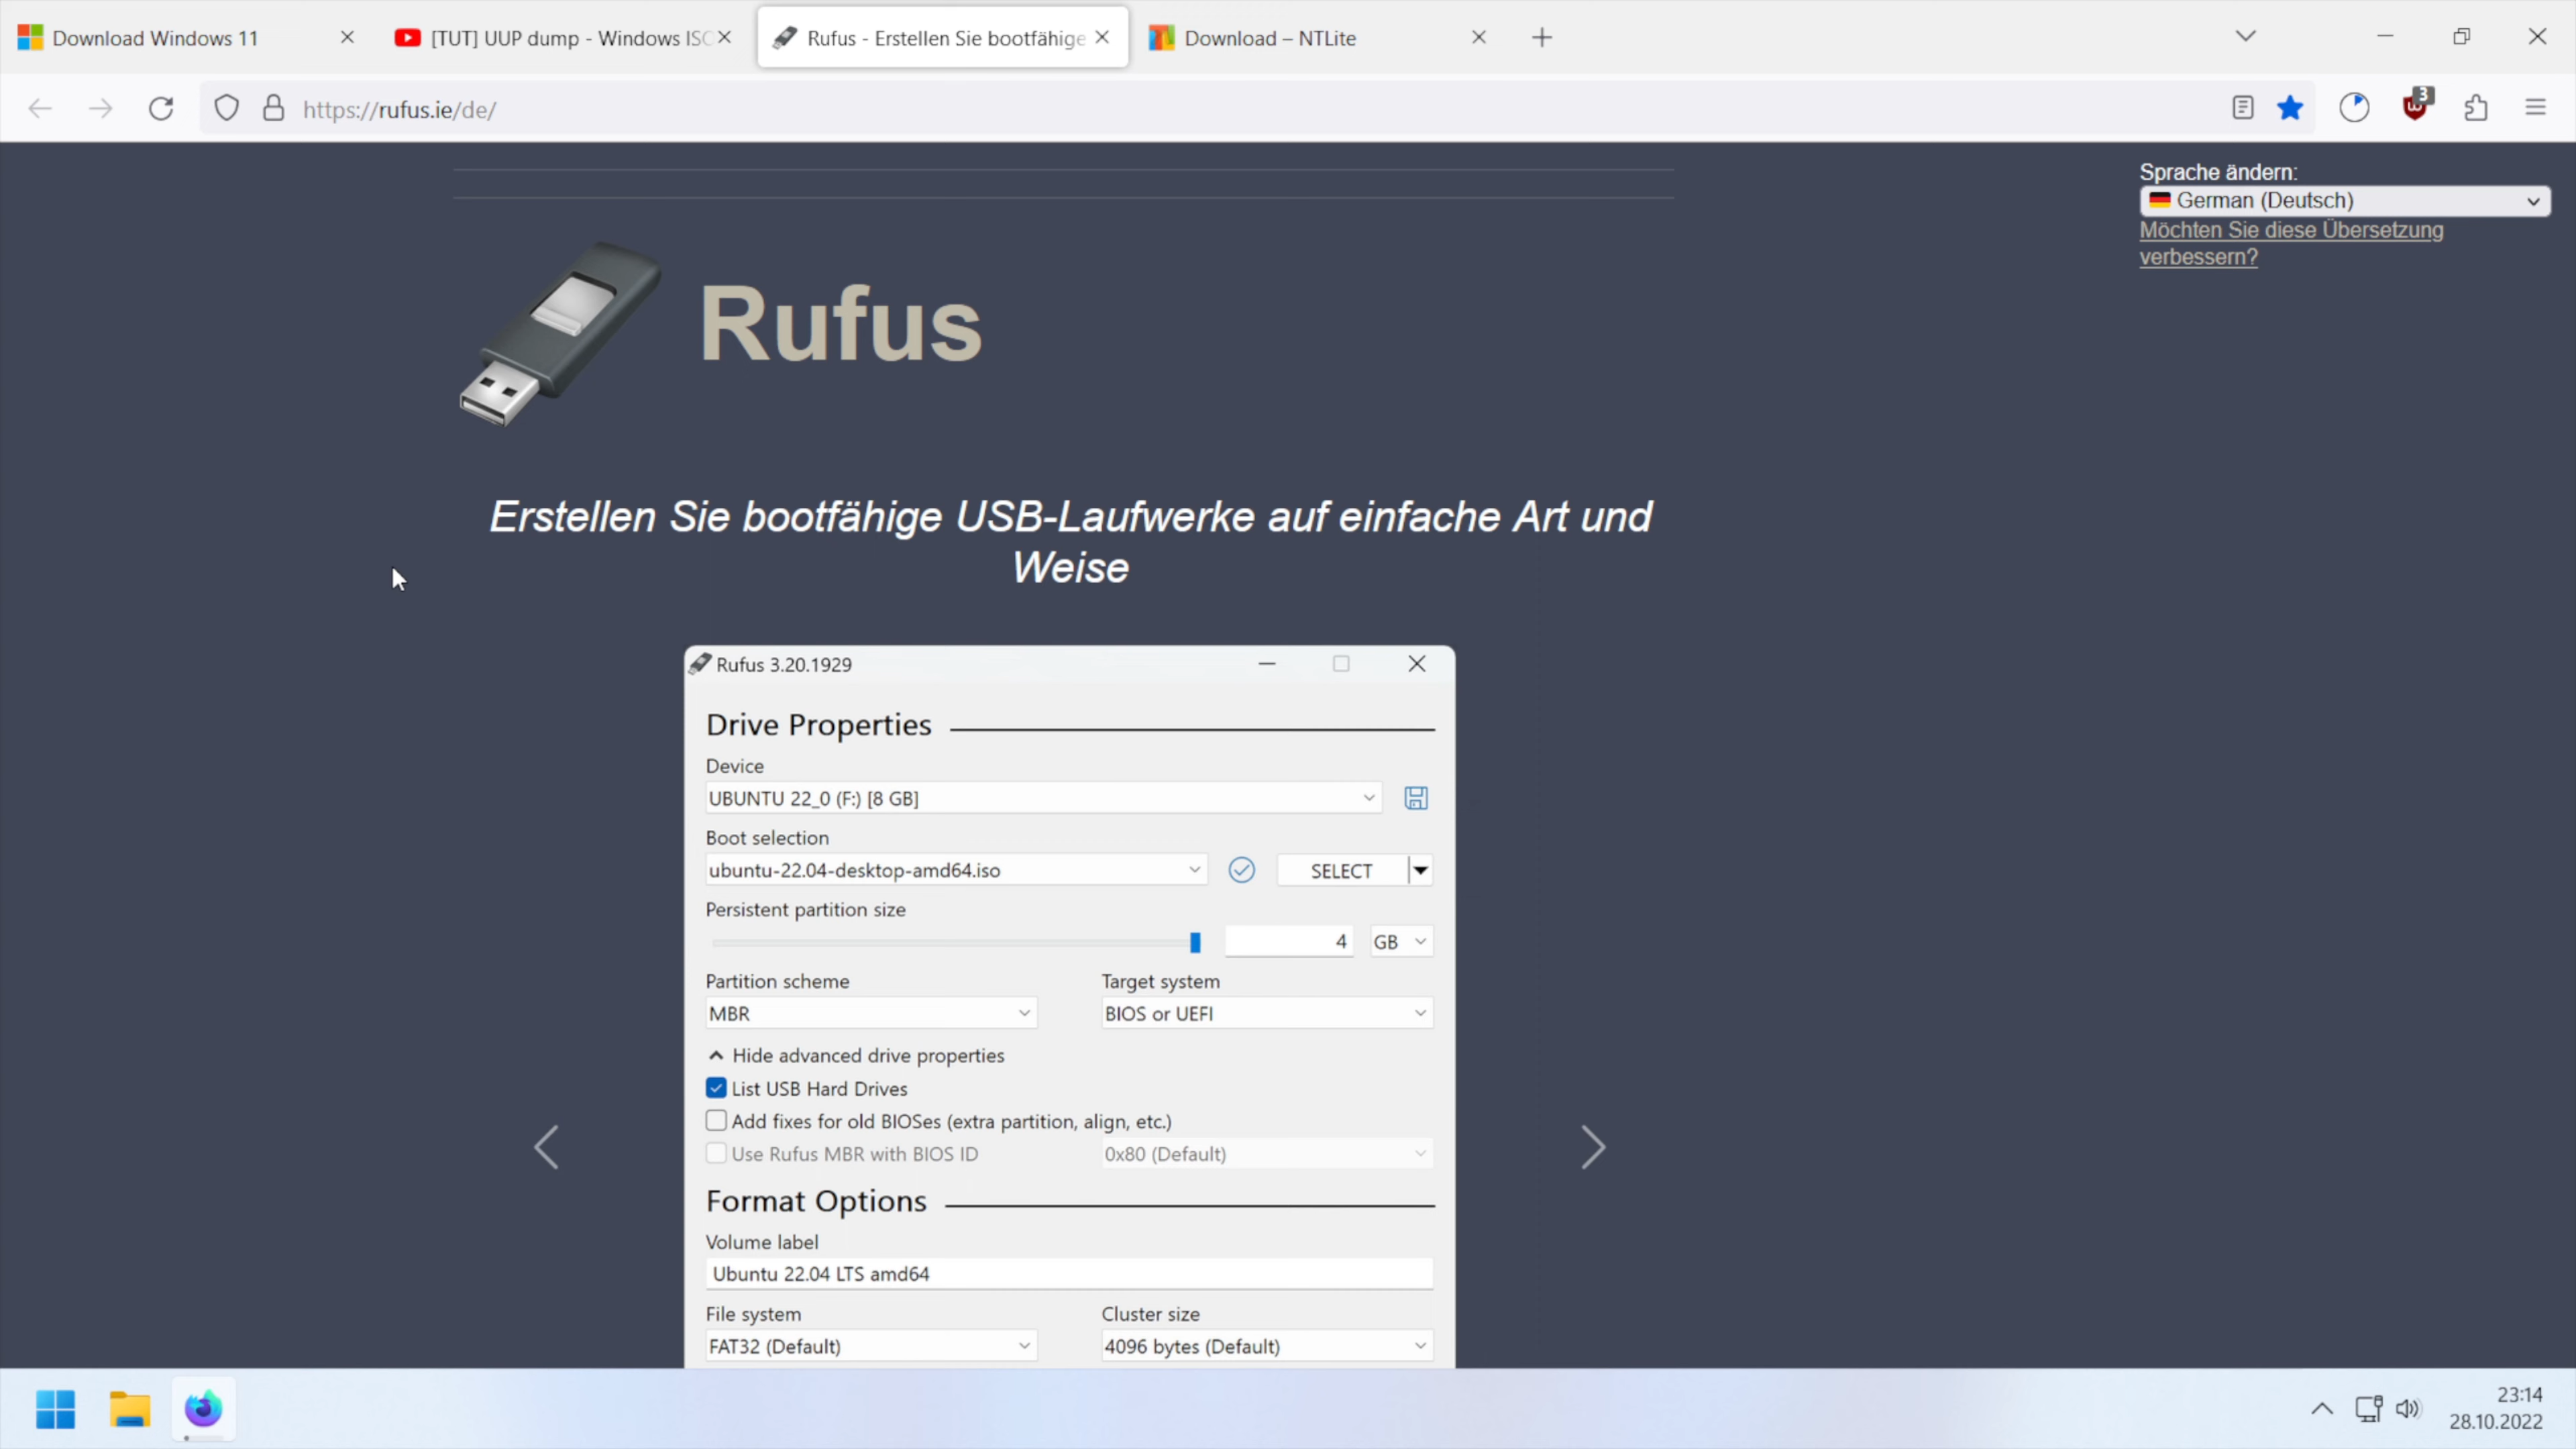 Download Windows 11
[TUT] UUP dump - Windows ISO
Rufus - Erstellen Sie bootfähige
Download – NTLite
https://rufus.ie/de/
3
Sprache ändern:
German (Deutsch)
Möchten Sie diese Übersetzung
verbessern?
Rufus
Erstellen Sie bootfähige USB-Laufwerke auf einfache Art und
Weise
Rufus 3.20.1929
Drive Properties
Device
UBUNTU 22_0 (F:) [8 GB]
Boot selection
ubuntu-22.04-desktop-amd64.iso
SELECT
Persistent partition size
4
GB
Partition scheme
Target system
MBR
BIOS or UEFI
Hide advanced drive properties
List USB Hard Drives
Add fixes for old BIOSes (extra partition, align, etc.)
Use Rufus MBR with BIOS ID
0x80 (Default)
Format Options
Volume label
Ubuntu 22.04 LTS amd64
File system
Cluster size
FAT32 (Default)
4096 bytes (Default)
23:14
28.10.2022